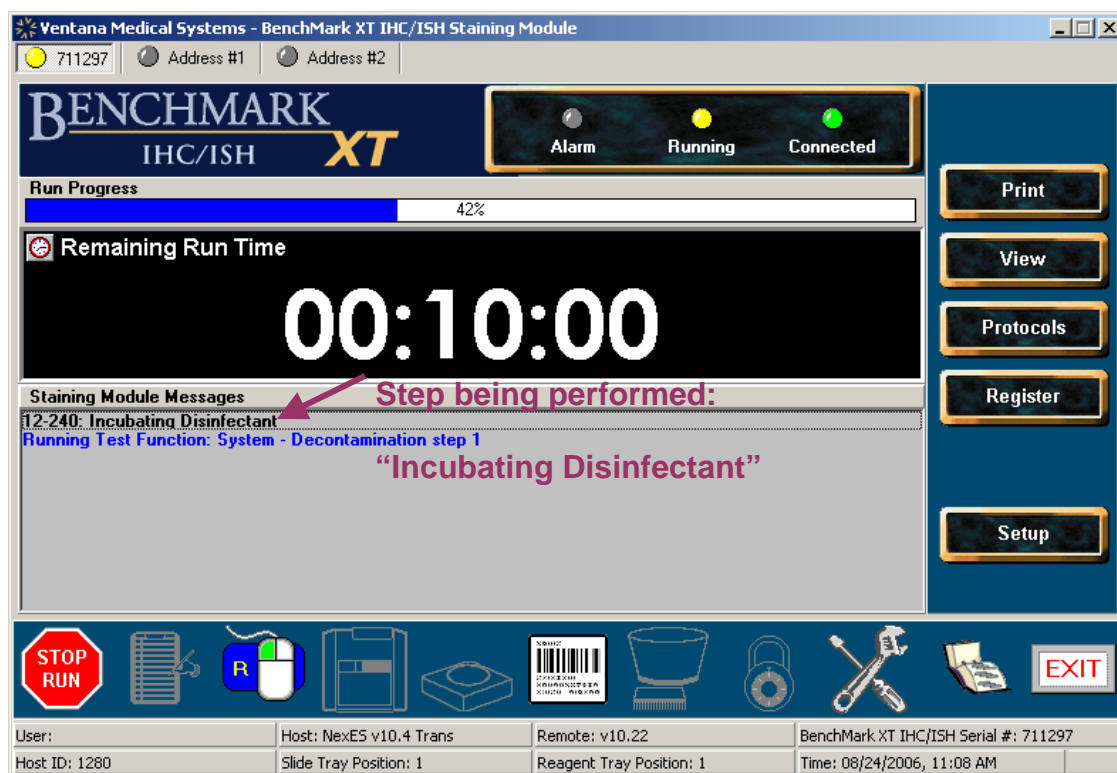 Ventana Medical Systems - BenchMark XT IHC/ISH Staining Module
711297 Address #1 Address #2
BENCHMARK
IHC/ISH XT
Alarm Running Connected
Print
Run Progress
42%
Remaining Run Time
View
00:10:00
Protocols
Staining Module Messages
Step being performed:
Register
12-240: Incubating Disinfectant
Running Test Function: System - Decontamination step 1
“Incubating Disinfectant”
Setup
STOP
RUN
R
EXIT
User: Host: NexES v10.4 Trans Remote: v10.22 BenchMark XT IHC/ISH Serial #: 711297
Host ID: 1280 Slide Tray Position: 1 Reagent Tray Position: 1 Time: 08/24/2006, 11:08 AM